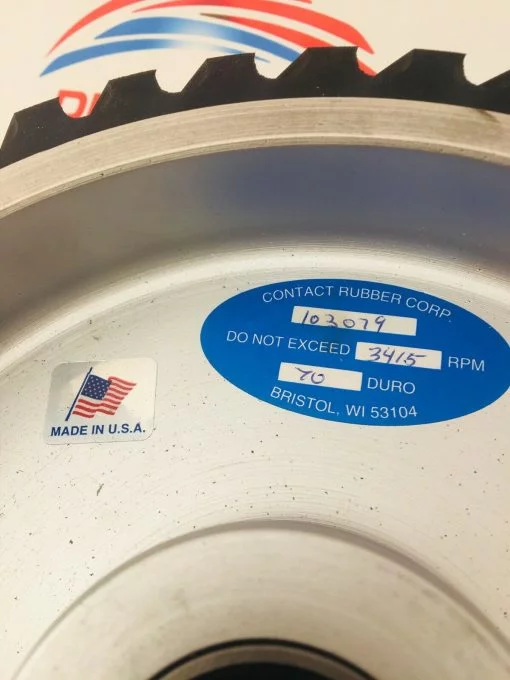 CONTACT RUBBER CORP.
103079
DO NOT EXCEED 3415 RPM
70 DURO
BRISTOL, WI 53104
MADE IN U.S.A.